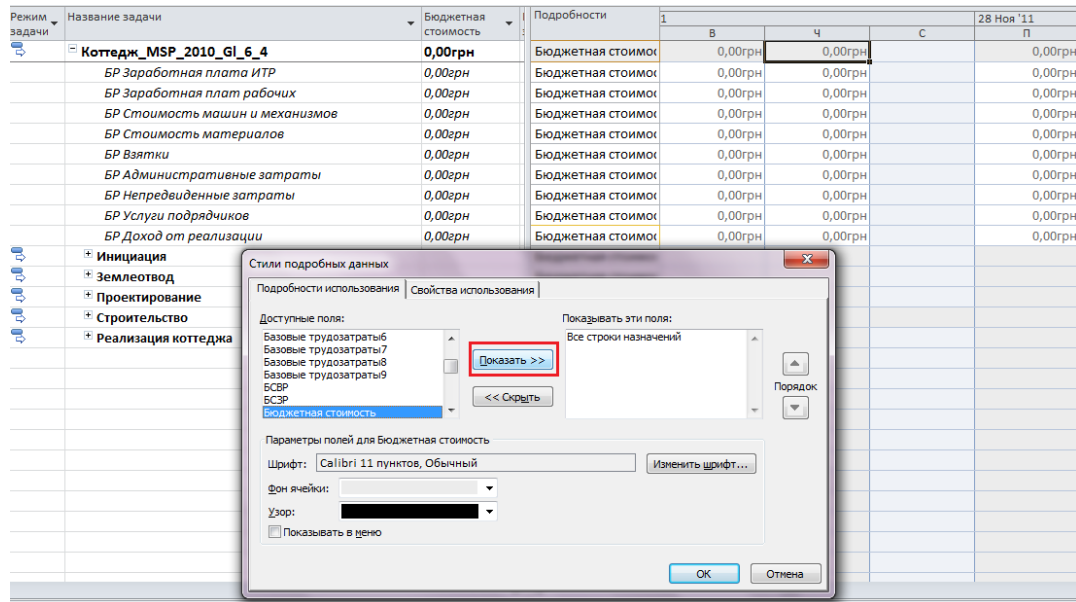 Режим задачи Название задачи Бюджетная стоимость Подробности 1 28 Ноя '11
В Ч С П
Коттедж_MSP_2010_Gl_6_4 0,00грн Бюджетная стоимос 0,00грн 0,00грн 0,00грн
БР Заработная плата ИТР 0,00грн Бюджетная стоимос 0,00грн 0,00грн 0,00грн
БР Заработная плат рабочих 0,00грн Бюджетная стоимос 0,00грн 0,00грн 0,00грн
БР Стоимость машин и механизмов 0,00грн Бюджетная стоимос 0,00грн 0,00грн 0,00грн
БР Стоимость материалов 0,00грн Бюджетная стоимос 0,00грн 0,00грн 0,00грн
БР Взятки 0,00грн Бюджетная стоимос 0,00грн 0,00грн 0,00грн
БР Административные затраты 0,00грн Бюджетная стоимос 0,00грн 0,00грн 0,00грн
БР Непредвиденные затраты 0,00грн Бюджетная стоимос 0,00грн 0,00грн 0,00грн
БР Услуги подрядчиков 0,00грн Бюджетная стоимос 0,00грн 0,00грн 0,00грн
БР Доход от реализации 0,00грн Бюджетная стоимос 0,00грн 0,00грн 0,00грн
Инициация
Землеотвод
Проектирование
Строительство
Реализация коттеджа
Стили подробных данных
Подробности использования Свойства использования
Доступные поля: Показывать эти поля:
Базовые трудозатраты6 Все строки назначений
Базовые трудозатраты7
Базовые трудозатраты8
Базовые трудозатраты9
БСВР
БСЗР
Бюджетная стоимость
Показать >>
<< Скрыть
Порядок
Параметры полей для Бюджетная стоимость
Шрифт: Calibri 11 пунктов, Обычный Изменить шрифт...
Фон ячейки:
Узор:
Показывать в меню
ОК Отмена